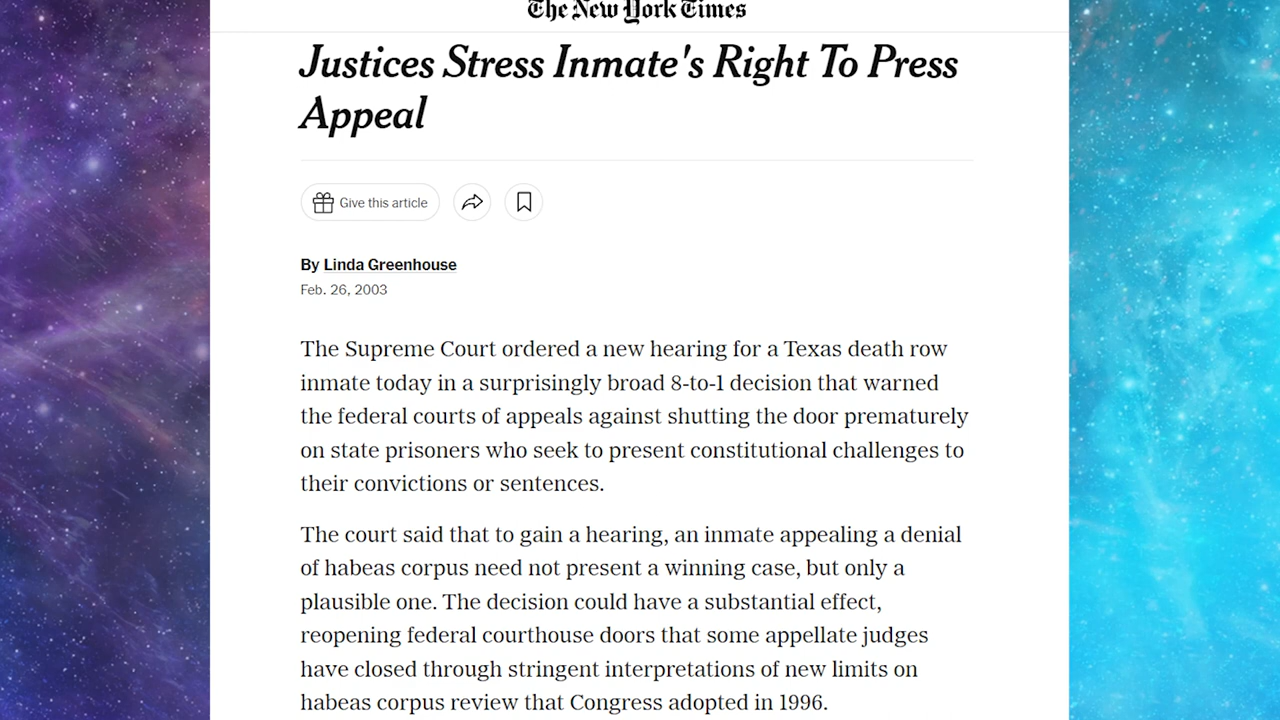 The New York Times
Justices Stress Inmate's Right To Press
Appeal
Give this article
By Linda Greenhouse
Feb. 26, 2003
The Supreme Court ordered a new hearing for a Texas death row
inmate today in a surprisingly broad 8-to-1 decision that warned
the federal courts of appeals against shutting the door prematurely
on state prisoners who seek to present constitutional challenges to
their convictions or sentences.
The court said that to gain a hearing, an inmate appealing a denial
of habeas corpus need not present a winning case, but only a
plausible one. The decision could have a substantial effect,
reopening federal courthouse doors that some appellate judges
have closed through stringent interpretations of new limits on
habeas corpus review that Congress adopted in 1996.